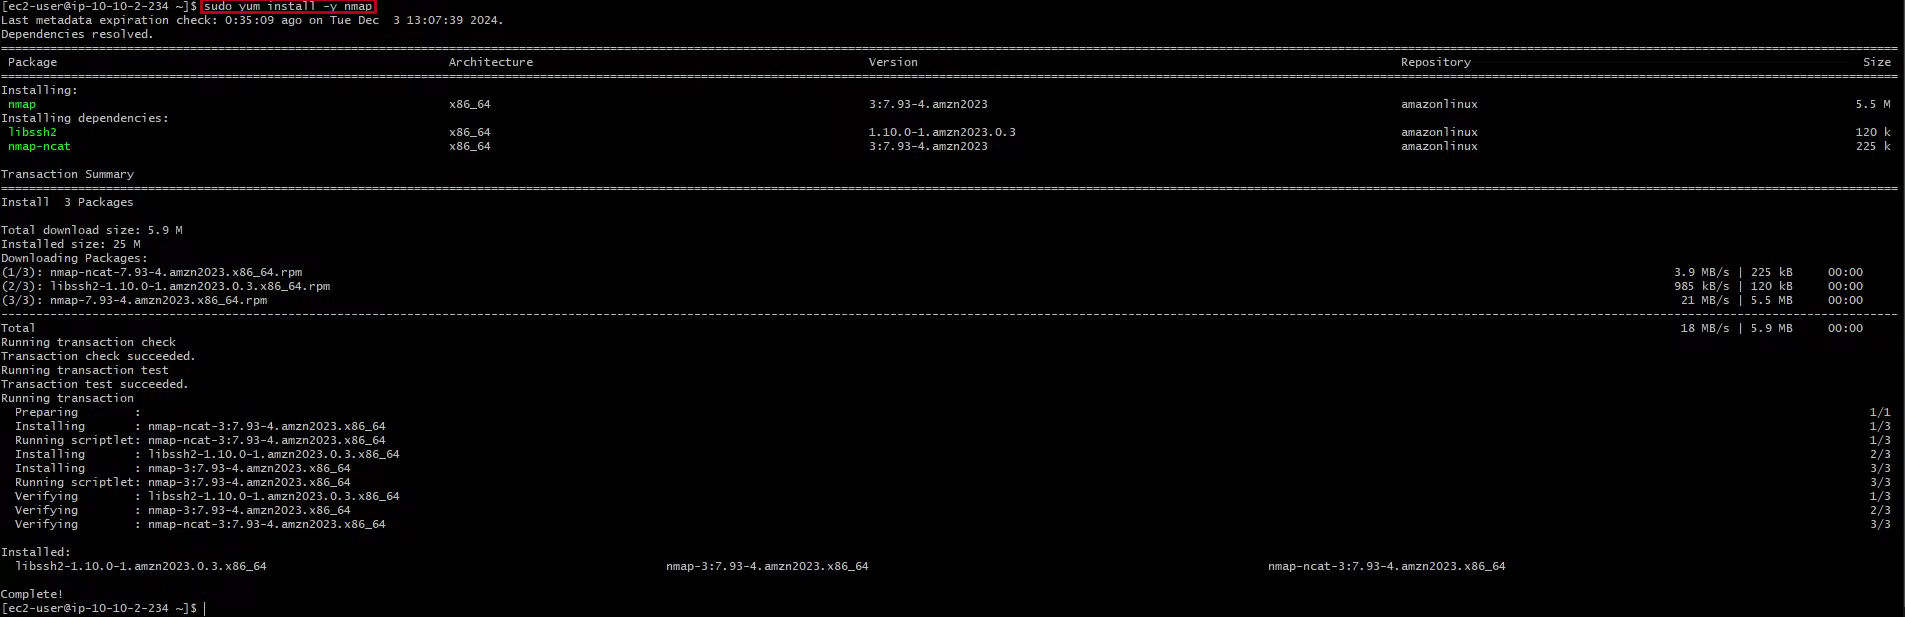 [ec2-user@ip-10-10-2-234 ~]$ sudo yum install -y nmap
Last metadata expiration check: 0:35:09 ago on Tue Dec  3 13:07:39 2024.
Dependencies resolved.
Package Architecture Version Repository Size
Installing:
nmap x86_64 3:7.93-4.amzn2023 amazonlinux 5.5 M
Installing dependencies:
libssh2 x86_64 1.10.0-1.amzn2023.0.3 amazonlinux 120 k
nmap-ncat x86_64 3:7.93-4.amzn2023 amazonlinux 225 k
Transaction Summary
Install  3 Packages
Total download size: 5.9 M
Installed size: 25 M
Downloading Packages:
(1/3): nmap-ncat-7.93-4.amzn2023.x86_64.rpm 3.9 MB/s | 225 kB 00:00
(2/3): libssh2-1.10.0-1.amzn2023.0.3.x86_64.rpm 985 kB/s | 120 kB 00:00
(3/3): nmap-7.93-4.amzn2023.x86_64.rpm 21 MB/s | 5.5 MB 00:00
Total 18 MB/s | 5.9 MB 00:00
Running transaction check
Transaction check succeeded.
Running transaction test
Transaction test succeeded.
Running transaction
Preparing : 1/1
Installing : nmap-ncat-3:7.93-4.amzn2023.x86_64 1/3
Running scriptlet: nmap-ncat-3:7.93-4.amzn2023.x86_64 1/3
Installing : libssh2-1.10.0-1.amzn2023.0.3.x86_64 2/3
Installing : nmap-3:7.93-4.amzn2023.x86_64 3/3
Running scriptlet: nmap-3:7.93-4.amzn2023.x86_64 3/3
Verifying : libssh2-1.10.0-1.amzn2023.0.3.x86_64 1/3
Verifying : nmap-3:7.93-4.amzn2023.x86_64 2/3
Verifying : nmap-ncat-3:7.93-4.amzn2023.x86_64 3/3
Installed:
libssh2-1.10.0-1.amzn2023.0.3.x86_64 nmap-3:7.93-4.amzn2023.x86_64 nmap-ncat-3:7.93-4.amzn2023.x86_64
Complete!
[ec2-user@ip-10-10-2-234 ~]$